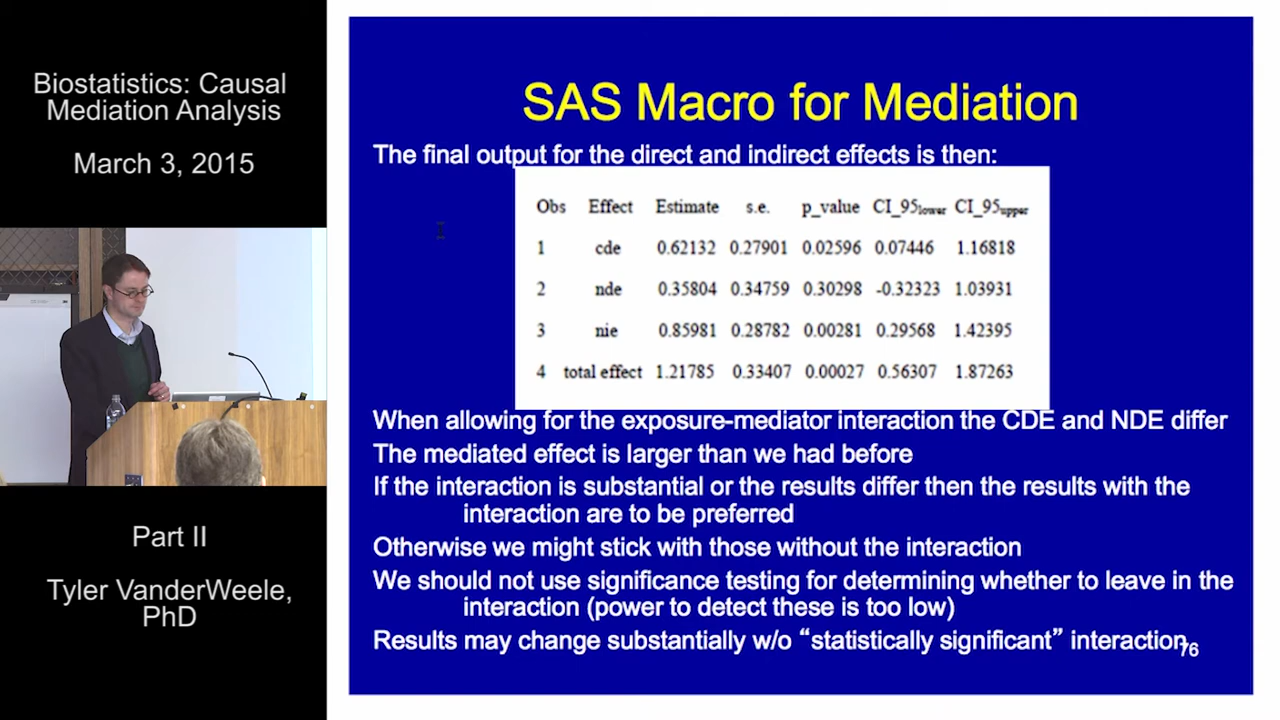 Biostatistics: Causal
Mediation Analysis
March 3, 2015
Part II
Tyler VanderWeele,
PhD
SAS Macro for Mediation
The final output for the direct and indirect effects is then:
Obs Effect Estimate s.e. p_value CI_95lower CI_95upper
1 cde 0.62132 0.27901 0.02596 0.07446 1.16818
2 nde 0.35804 0.34759 0.30298 -0.32323 1.03931
3 nie 0.85981 0.28782 0.00281 0.29568 1.42395
4 total effect 1.21785 0.33407 0.00027 0.56307 1.87263
When allowing for the exposure-mediator interaction the CDE and NDE differ
The mediated effect is larger than we had before
If the interaction is substantial or the results differ then the results with the
interaction are to be preferred
Otherwise we might stick with those without the interaction
We should not use significance testing for determining whether to leave in the
interaction (power to detect these is too low)
Results may change substantially w/o “statistically significant” interaction
76